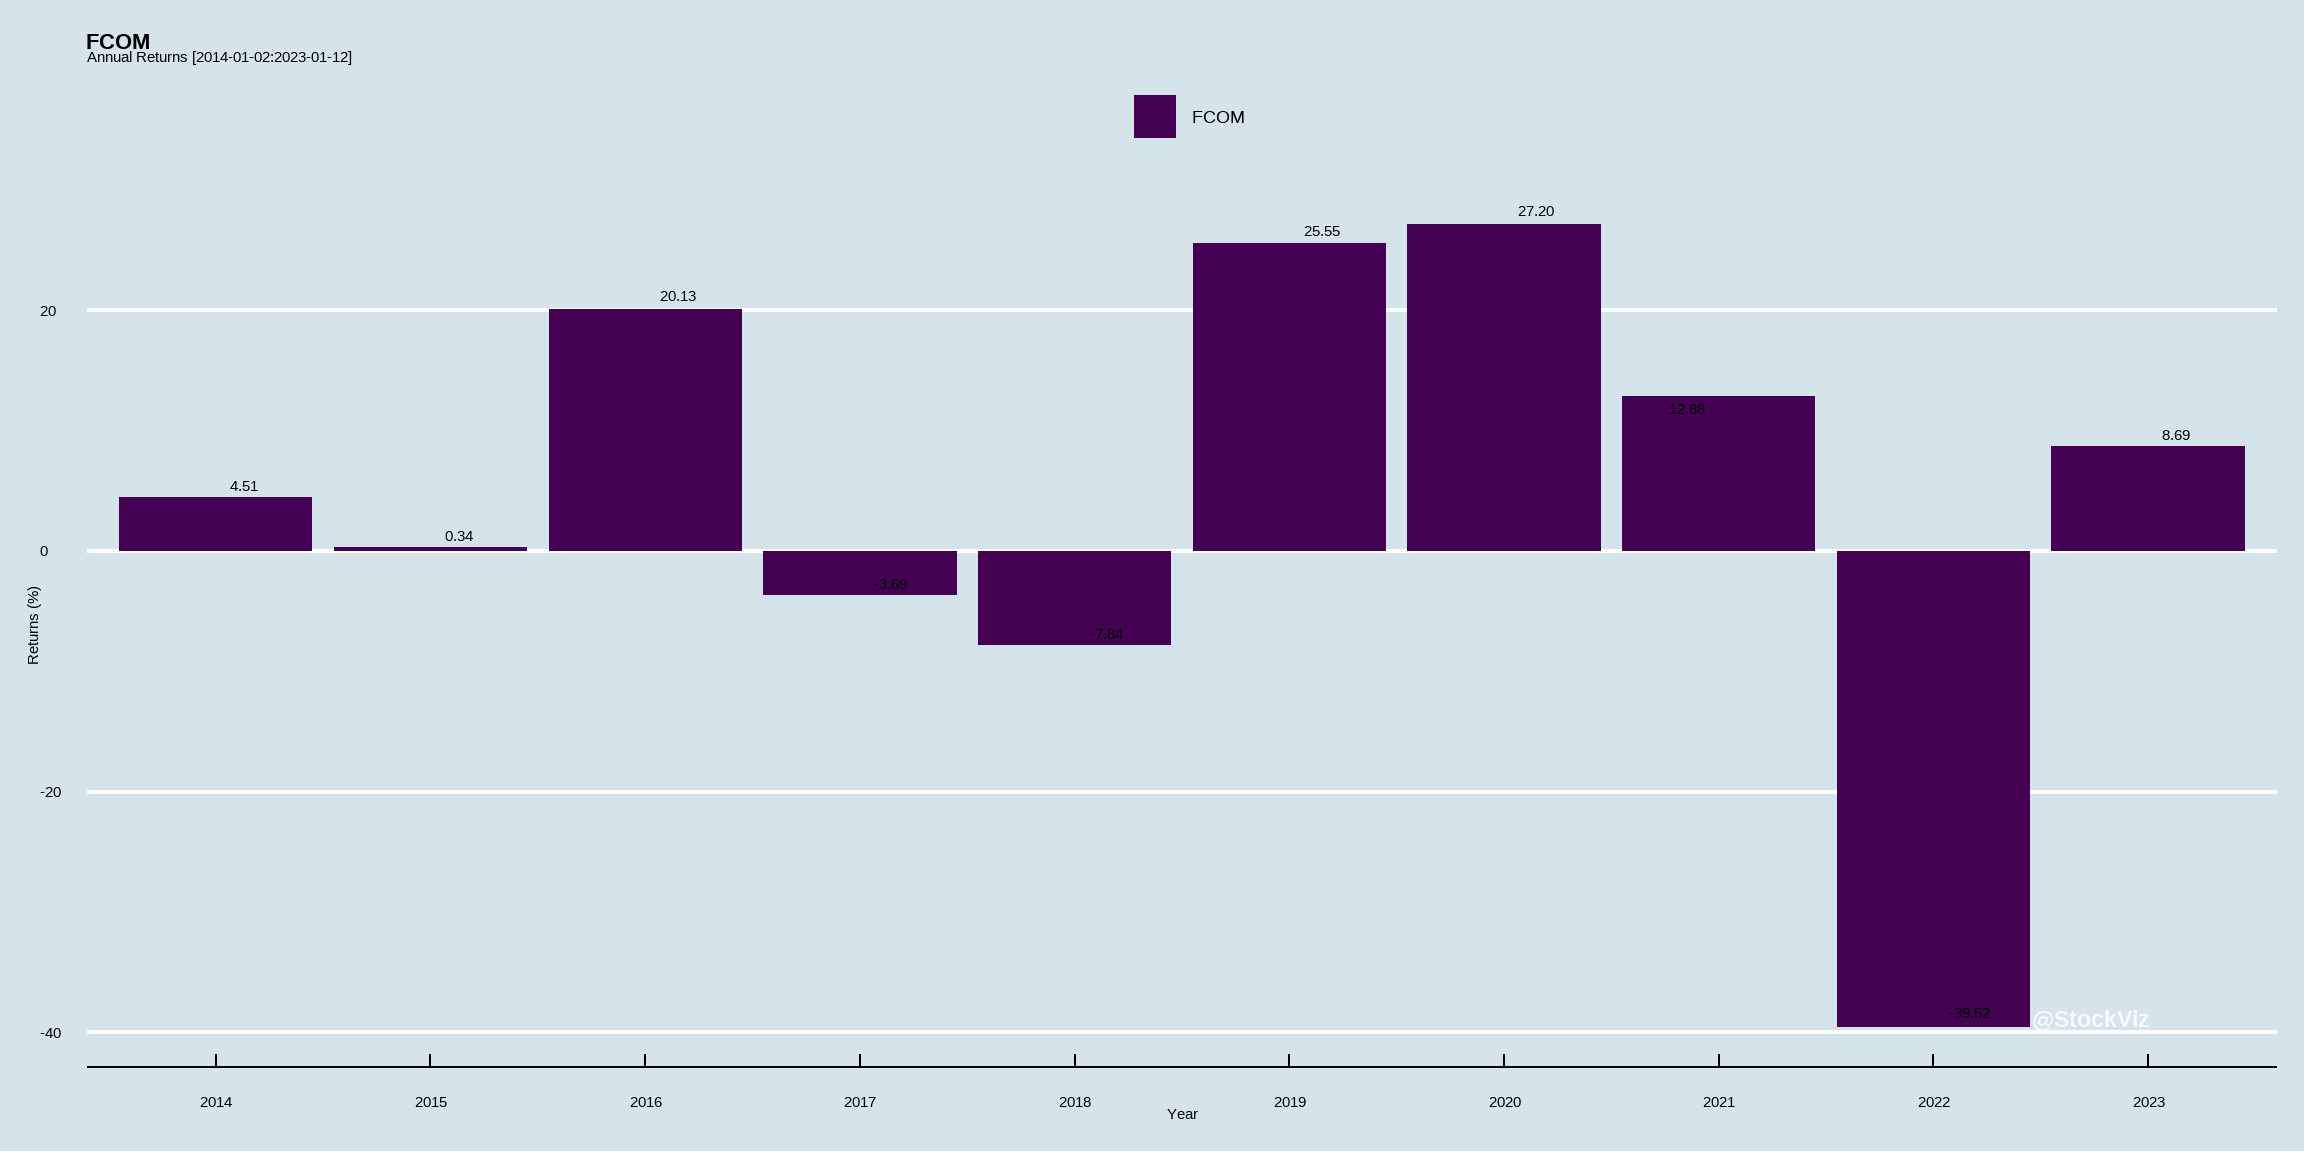 FCOM
Annual Returns [2014-01-02:2023-01-12]
FCOM
27.20
25.55
20.13
20
12.88
8.69
4.51
0.34
0
-3.69
-7.84
Returns (%)
-20
-39.52
@StockViz
-40
2014 2015 2016 2017 2018 2019 2020 2021 2022 2023
Year